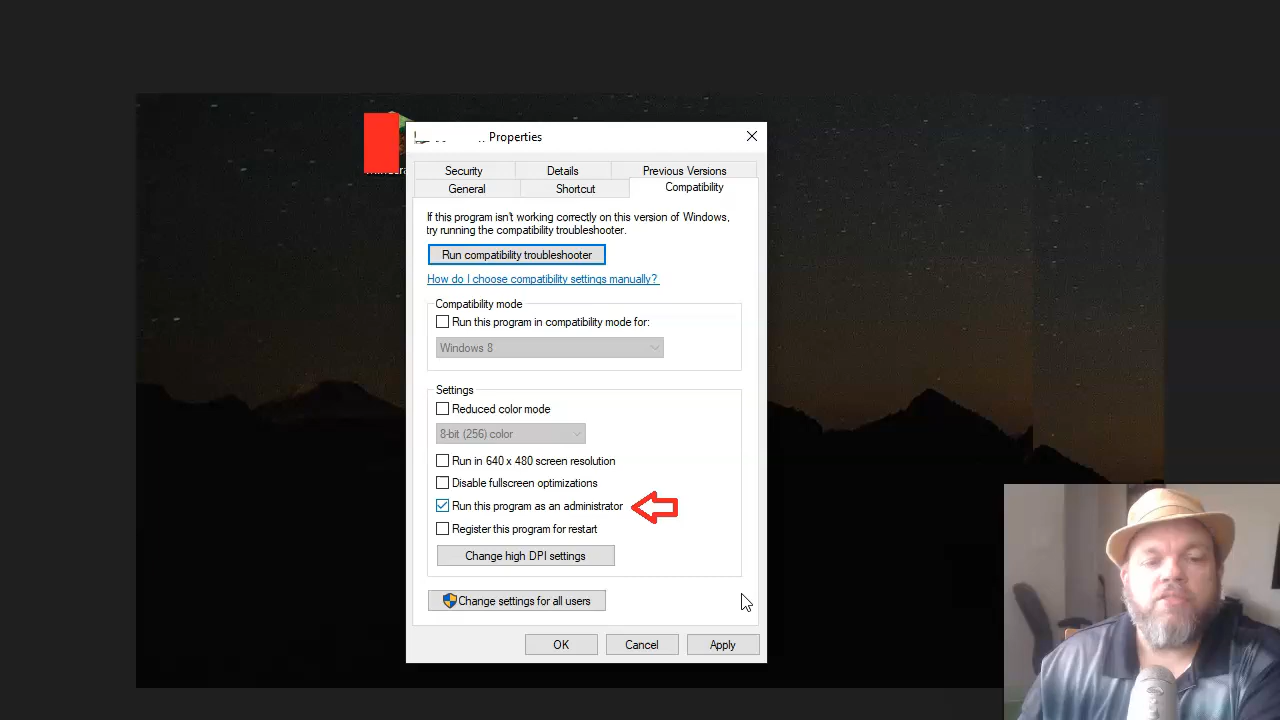 Properties
Security Details Previous Versions
General Shortcut Compatibility
If this program isn't working correctly on this version of Windows,
try running the compatibility troubleshooter.
Run compatibility troubleshooter
How do I choose compatibility settings manually?
Compatibility mode
Run this program in compatibility mode for:
Windows 8
Settings
Reduced color mode
8-bit (256) color
Run in 640 x 480 screen resolution
Disable fullscreen optimizations
Run this program as an administrator
Register this program for restart
Change high DPI settings
Change settings for all users
OK Cancel Apply